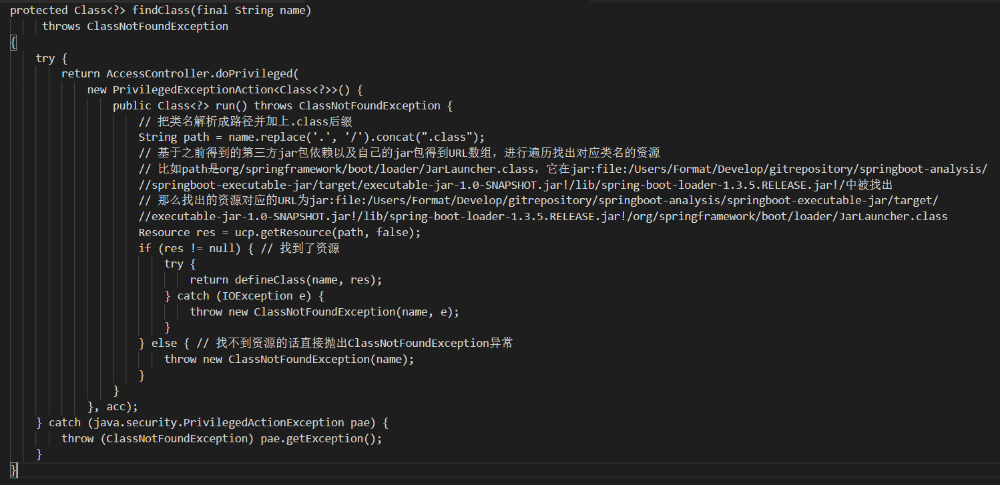 protected Class<?> findClass(final String name)
     throws ClassNotFoundException
{
    try {
        return AccessController.doPrivileged(
            new PrivilegedExceptionAction<Class<?>>() {
                public Class<?> run() throws ClassNotFoundException {
                    // 把类名解析成路径并加上.class后缀
                    String path = name.replace('.', '/').concat(".class");
                    // 基于之前得到的第三方jar包依赖以及自己的jar包得到URL数组，进行遍历找出对应类名的资源
                    // 比如path是org/springframework/boot/loader/JarLauncher.class，它在jar:file:/Users/Format/Develop/gitrepository/springboot-analysis/
                    //springboot-executable-jar/target/executable-jar-1.0-SNAPSHOT.jar!/lib/spring-boot-loader-1.3.5.RELEASE.jar!/中被找出
                    // 那么找出的资源对应的URL为jar:file:/Users/Format/Develop/gitrepository/springboot-analysis/springboot-executable-jar/target/
                    //executable-jar-1.0-SNAPSHOT.jar!/lib/spring-boot-loader-1.3.5.RELEASE.jar!/org/springframework/boot/loader/JarLauncher.class
                    Resource res = ucp.getResource(path, false);
                    if (res != null) { // 找到了资源
                        try {
                            return defineClass(name, res);
                        } catch (IOException e) {
                            throw new ClassNotFoundException(name, e);
                        }
                    } else { // 找不到资源的话直接抛出ClassNotFoundException异常
                        throw new ClassNotFoundException(name);
                    }
                }
            }, acc);
    } catch (java.security.PrivilegedActionException pae) {
        throw (ClassNotFoundException) pae.getException();
    }
}